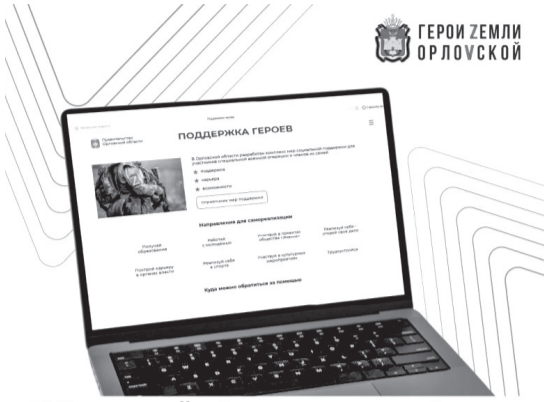 ГЕРОИ ZЕМЛИ
ОРЛОVСКОЙ
Поддержка героев
Правительство
Орловской области
ПОДДЕРЖКА ГЕРОЕВ
В Орловской области разработан комплекс мер социальной поддержки для
участников специальной военной операции и членов их семей
поддержка
карьера
возможности
Направления для самореализации
Получай
образование
Работай
с молодежью
Участвуй в проектах
общества «Знание»
Реализуй себя -
открой свое дело
Построй карьеру
в органах власти
Реализуй себя
в спорте
Участвуй в культурных
мероприятиях
Трудоустройся
Куда можно обратиться за помощью